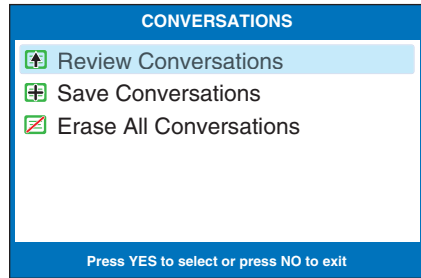 CONVERSATIONS
Review Conversations
Save Conversations
Erase All Conversations
Press YES to select or press NO to exit